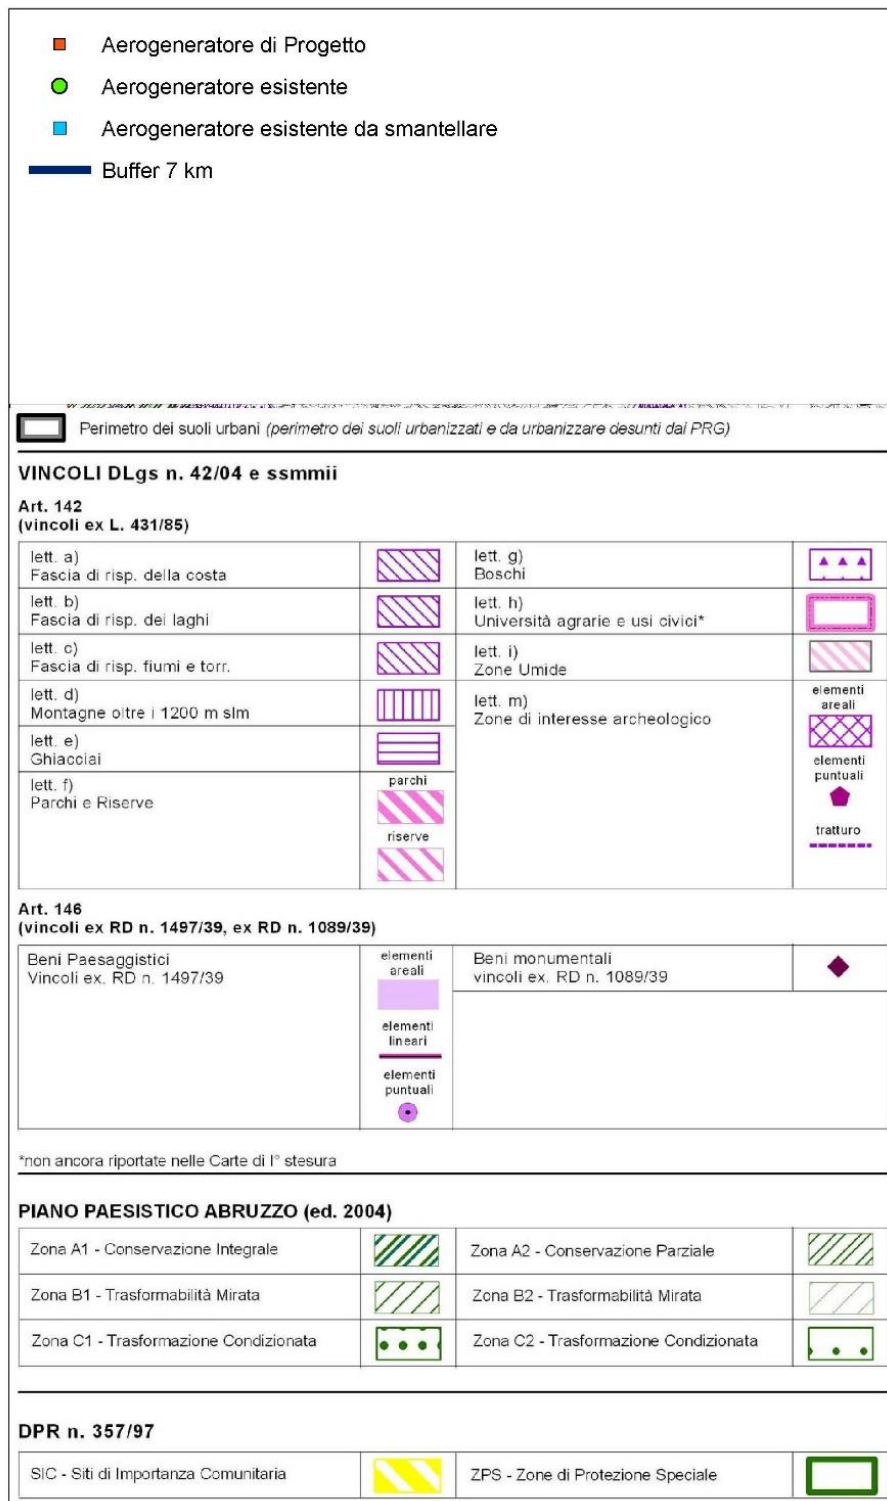 Aerogeneratore di Progetto
Aerogeneratore esistente
Aerogeneratore esistente da smantellare
Buffer 7 km
Perimetro dei suoli urbani (perimetro dei suoli urbanizzati e da urbanizzare desunti dai PRG)
VINCOLI DLgs n. 42/04 e ssmmii
Art. 142
(vincoli ex L. 431/85)
lett. a)
Fascia di risp. della costa
lett. g)
Boschi
lett. b)
Fascia di risp. dei laghi
lett. h)
Università agrarie e usi civici*
lett. c)
Fascia di risp. fiumi e torr.
lett. i)
Zone Umide
lett. d)
Montagne oltre i 1200 m slm
lett. m)
Zone di interesse archeologico
elementi
areali
elementi
puntuali
tratturo
lett. e)
Ghiacciai
lett. f)
Parchi e Riserve
parchi
riserve
Art. 146
(vincoli ex RD n. 1497/39, ex RD n. 1089/39)
Beni Paesaggistici
Vincoli ex. RD n. 1497/39
elementi
areali
elementi
lineari
elementi
puntuali
Beni monumentali
vincoli ex. RD n. 1089/39
*non ancora riportate nelle Carte di I° stesura
PIANO PAESISTICO ABRUZZO (ed. 2004)
Zona A1 - Conservazione Integrale
Zona A2 - Conservazione Parziale
Zona B1 - Trasformabilità Mirata
Zona B2 - Trasformabilità Mirata
Zona C1 - Trasformazione Condizionata
Zona C2 - Trasformazione Condizionata
DPR n. 357/97
SIC - Siti di Importanza Comunitaria
ZPS - Zone di Protezione Speciale